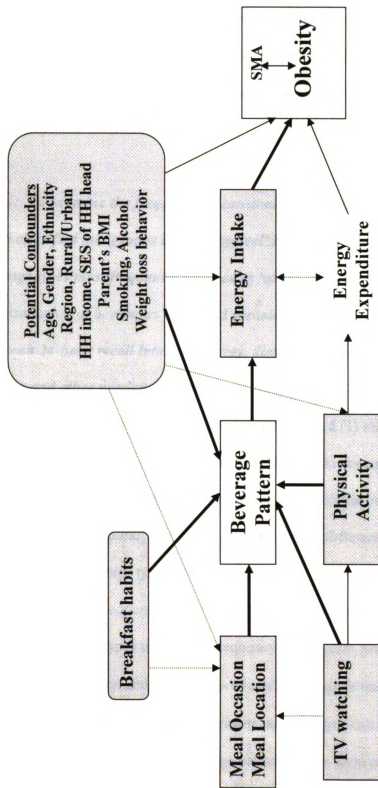 Potential Confounders
Age, Gender, Ethnicity
Region, Rural/Urban
HH income, SES of HH head
Parent's BMI
Smoking, Alcohol
Weight loss behavior
Breakfast habits
Meal Occasion
Meal Location
Beverage
Pattern
Energy Intake
SMA
Obesity
TV watching
Physical
Activity
Energy
Expenditure